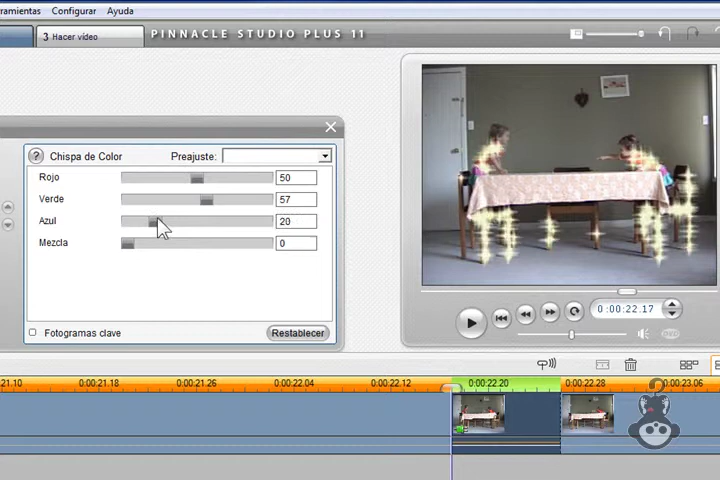 rramientas Configurar Ayuda
3 Hacer vídeo PINNACLE STUDIO PLUS 11
? Chispa de Color Preajuste:
Rojo 50
Verde 57
Azul 20
Mezcla 0
0:00:22.17
Fotogramas clave Restablecer
21.10 0:00:21.18 0:00:21.26 0:00:22.04 0:00:22.12 0:00:22.20 0:00:22.28 0:00:23.06